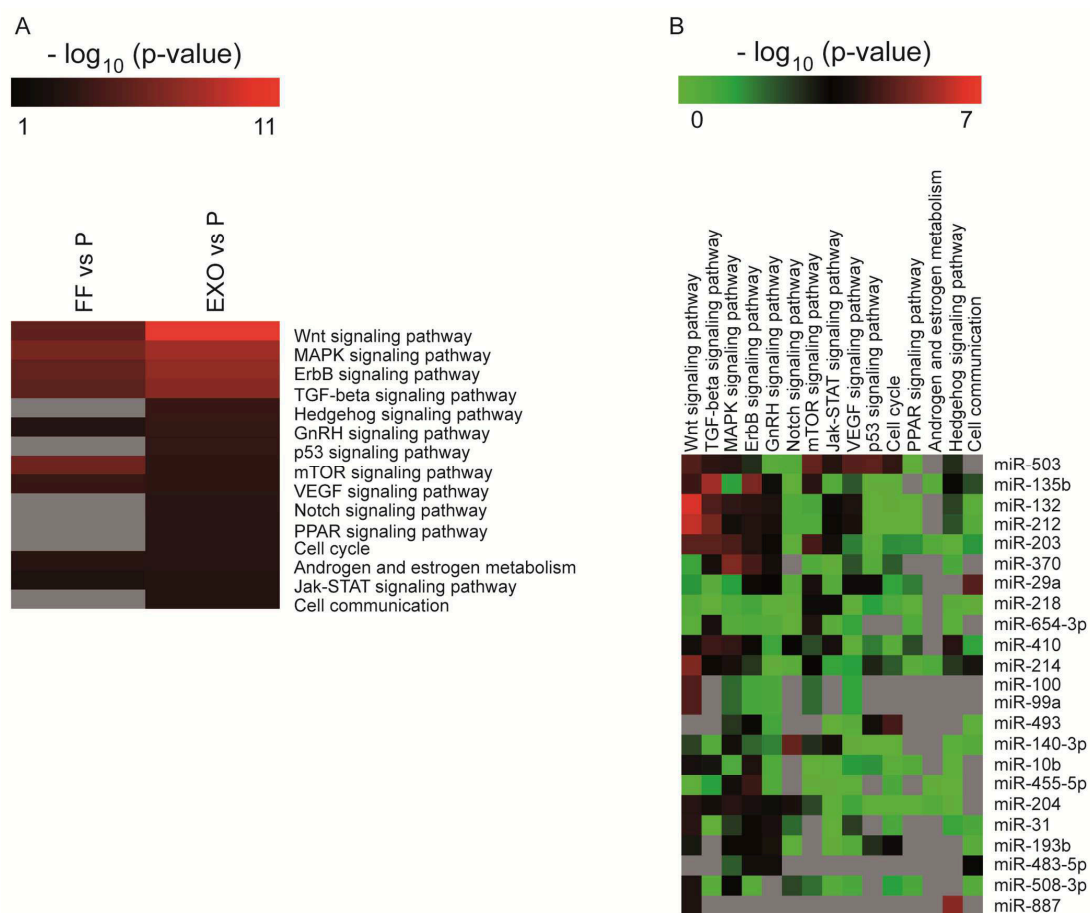 A
- log10 (p-value)
1 11
FF vs P
EXO vs P
Wnt signaling pathway
MAPK signaling pathway
ErbB signaling pathway
TGF-beta signaling pathway
Hedgehog signaling pathway
GnRH signaling pathway
p53 signaling pathway
mTOR signaling pathway
VEGF signaling pathway
Notch signaling pathway
PPAR signaling pathway
Cell cycle
Androgen and estrogen metabolism
Jak-STAT signaling pathway
Cell communication
B
- log10 (p-value)
0 7
Wnt signaling pathway
TGF-beta signaling pathway
MAPK signaling pathway
ErbB signaling pathway
GnRH signaling pathway
Notch signaling pathway
mTOR signaling pathway
Jak-STAT signaling pathway
VEGF signaling pathway
p53 signaling pathway
Cell cycle
PPAR signaling pathway
Androgen and estrogen metabolism
Hedgehog signaling pathway
Cell communication
miR-503
miR-135b
miR-132
miR-212
miR-203
miR-370
miR-29a
miR-218
miR-654-3p
miR-410
miR-214
miR-100
miR-99a
miR-493
miR-140-3p
miR-10b
miR-455-5p
miR-204
miR-31
miR-193b
miR-483-5p
miR-508-3p
miR-887